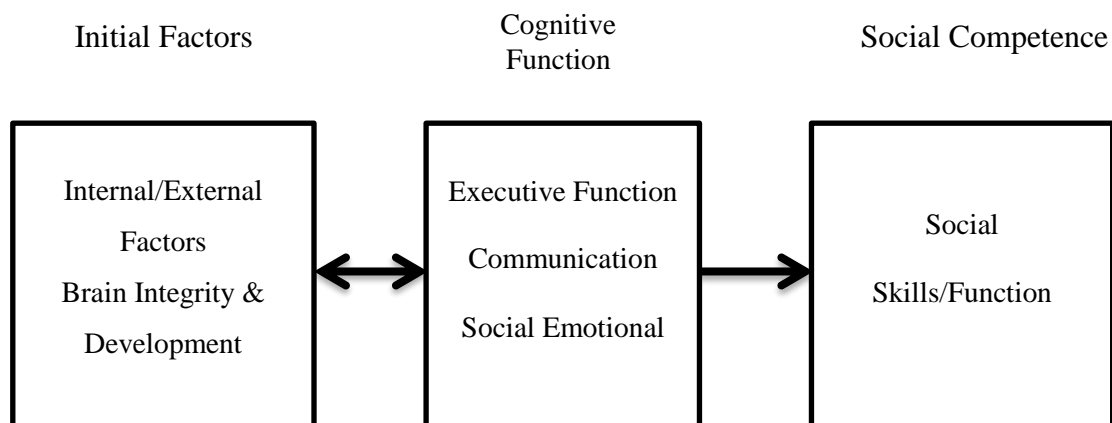 Initial Factors
Cognitive
Function
Social Competence
Internal/External
Factors
Brain Integrity &
Development
Executive Function
Communication
Social Emotional
Social
Skills/Function